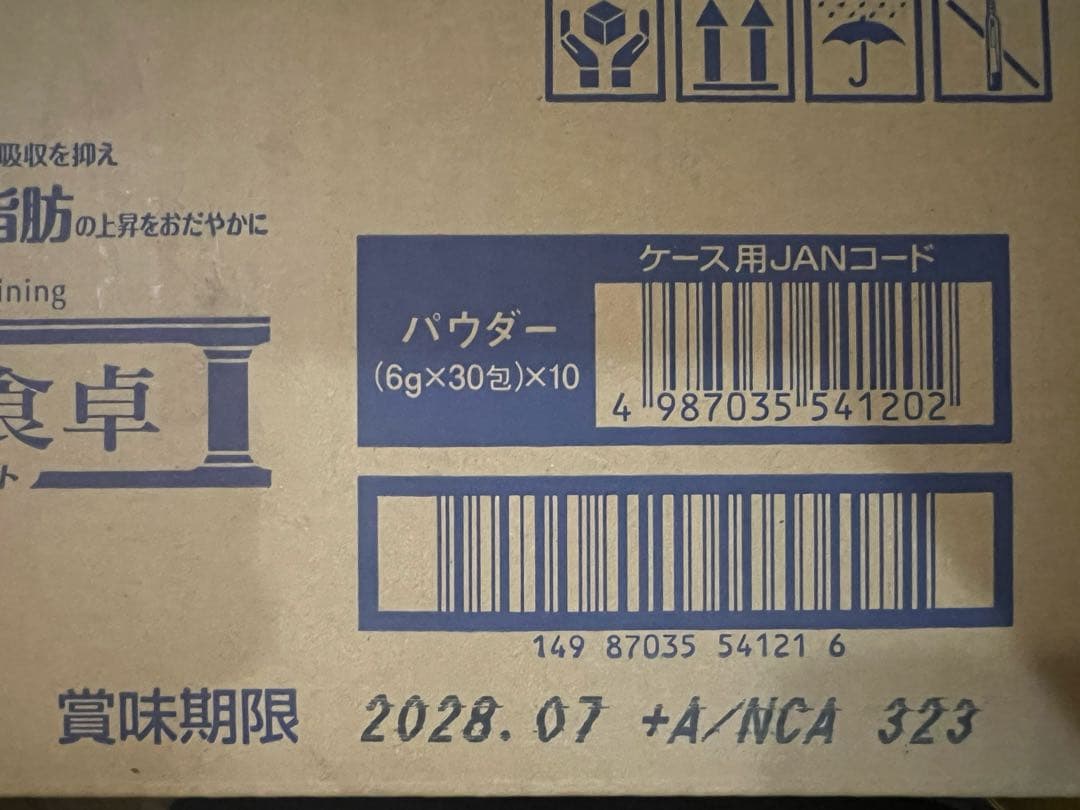 吸収を抑え
脂肪の上昇をおだやかに
ining
食卓
ト
ケース用JANコード
パウダー
(6g×30包)×10
4 987035 541202
149 87035 54121 6
賞味期限 2028.07 +A/NCA 323